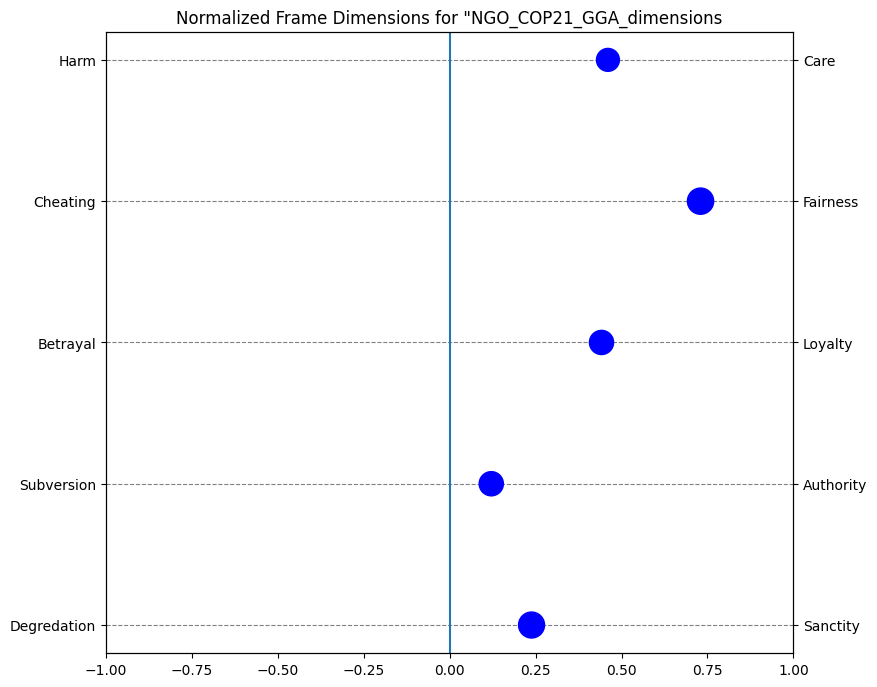 Normalized Frame Dimensions for "NGO_COP21_GGA_dimensions
Harm
Care
Cheating
Fairness
Betrayal
Loyalty
Subversion
Authority
Degredation
Sanctity
−1.00 −0.75 −0.50 −0.25 0.00 0.25 0.50 0.75 1.00